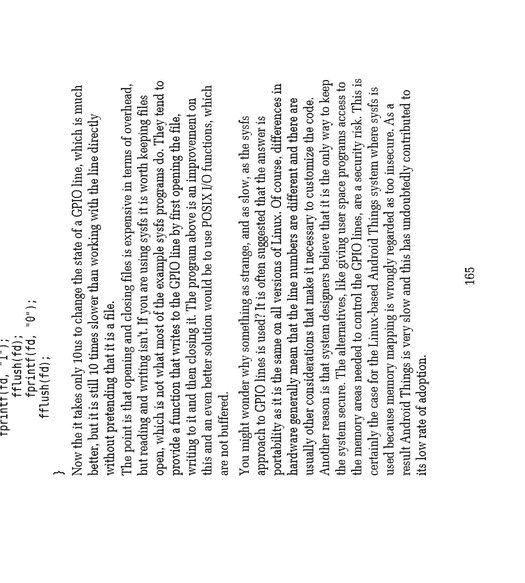 fprintf(fd, "1");
fflush(fd);
fprintf(fd, "0");
fflush(fd);
}
Now the it takes only 10us to change the state of a GPIO line, which is much
better, but it is still 10 times slower than working with the line directly
without pretending that it is a file.
The point is that opening and closing files is expensive in terms of overhead,
but reading and writing isn't. If you are using sysfs it is worth keeping files
open, which is not what most of the example sysfs programs do. They tend to
provide a function that writes to the GPIO line by first opening the file,
writing to it and then closing it. The program above is an improvement on
this and an even better solution would be to use POSIX I/O functions, which
are not buffered.
You might wonder why something as strange, and as slow, as the sysfs
approach to GPIO lines is used? It is often suggested that the answer is
portability as it is the same on all versions of Linux. Of course, differences in
hardware generally mean that the line numbers are different and there are
usually other considerations that make it necessary to customize the code.
Another reason is that system designers believe that it is the only way to keep
the system secure. The alternatives, like giving user space programs access to
the memory areas needed to control the GPIO lines, are a security risk. This is
certainly the case for the Linux-based Android Things system where sysfs is
used because memory mapping is wrongly regarded as too insecure. As a
result Android Things is very slow and this has undoubtedly contributed to
its low rate of adoption.
165